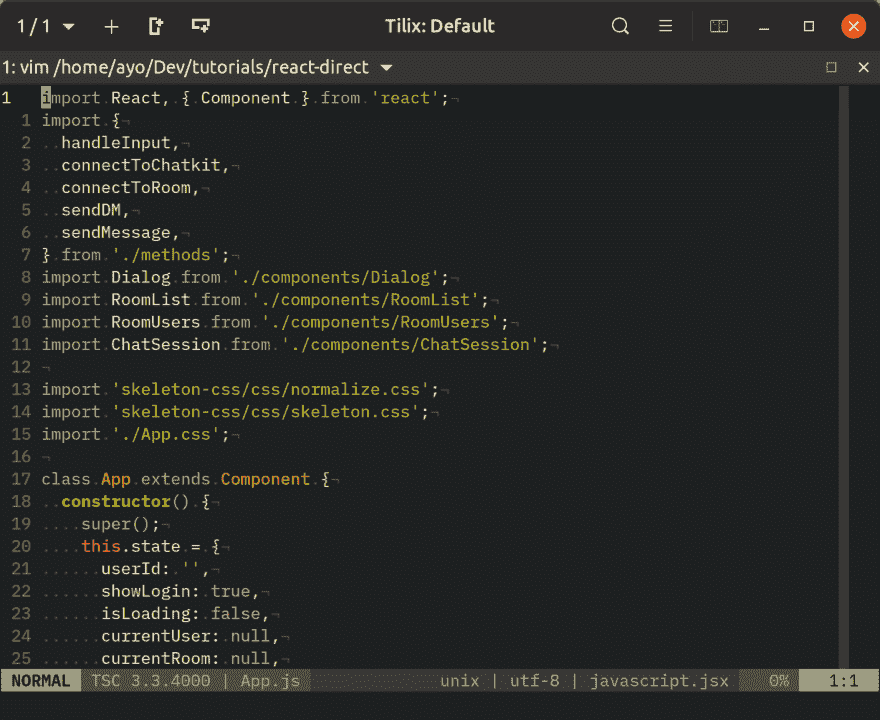 1 / 1 Tilix: Default
1: vim /home/ayo/Dev/tutorials/react-direct
1 import React, { Component } from 'react';¬
1 import {¬
2 ..handleInput,¬
3 ..connectToChatkit,¬
4 ..connectToRoom,¬
5 ..sendDM,¬
6 ..sendMessage,¬
7 } from './methods';¬
8 import Dialog from './components/Dialog';¬
9 import RoomList from './components/RoomList';¬
10 import RoomUsers from './components/RoomUsers';¬
11 import ChatSession from './components/ChatSession';¬
12 ¬
13 import 'skeleton-css/css/normalize.css';¬
14 import 'skeleton-css/css/skeleton.css';¬
15 import './App.css';¬
16 ¬
17 class App extends Component {¬
18 ..constructor() {¬
19 ....super();¬
20 ....this.state = {¬
21 ......userId: '',¬
22 ......showLogin: true,¬
23 ......isLoading: false,¬
24 ......currentUser: null,¬
25 ......currentRoom: null,¬
NORMAL TSC 3.3.4000 | App.js unix | utf-8 | javascript.jsx 0% 1:1